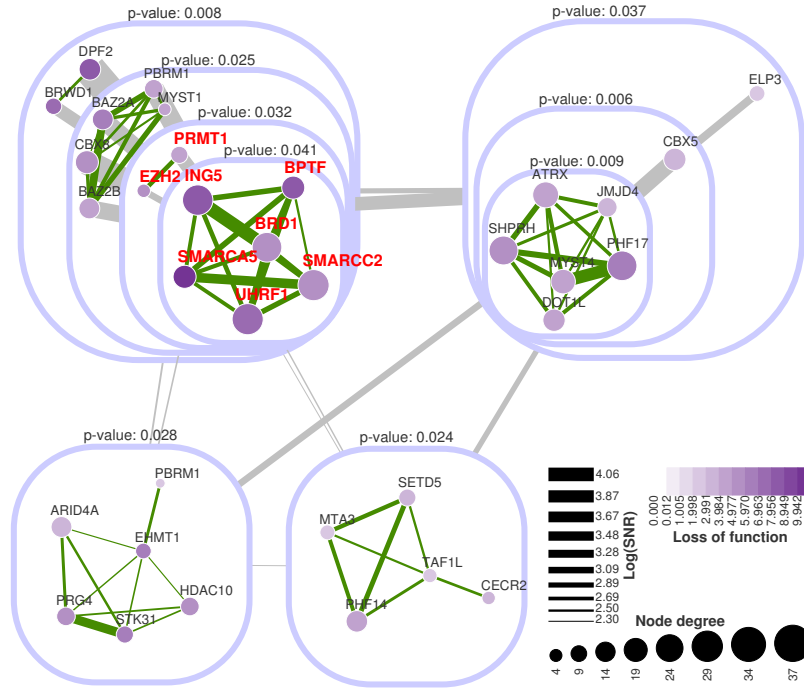 p-value: 0.008
p-value: 0.037
DPF2
p-value: 0.025
PBRM1
ELP3
BRWD1
BAZ2A
MYST1
p-value: 0.006
p-value: 0.032
PRMT1
CBX8
p-value: 0.041
CBX5
p-value: 0.009
EZH2
ING5
BPTF
ATRX
JMJD4
BAZ2B
BRD1
SHPRH
SMARCA5
SMARCC2
MYST4
PHF17
UHRF1
DOT1L
p-value: 0.028
p-value: 0.024
PBRM1
SETD5
ARID4A
MTA3
EHMT1
TAF1L
HDAC10
CECR2
PRG4
STK31
PHF14
4.06
3.87
3.67
3.48
3.28
3.09
2.89
2.69
2.50
2.30
Log(SNR)
0.000
0.012
1.005
1.998
2.991
3.984
4.977
5.970
6.963
7.956
8.949
9.942
Loss of function
Node degree
4
9
14
19
24
29
34
37